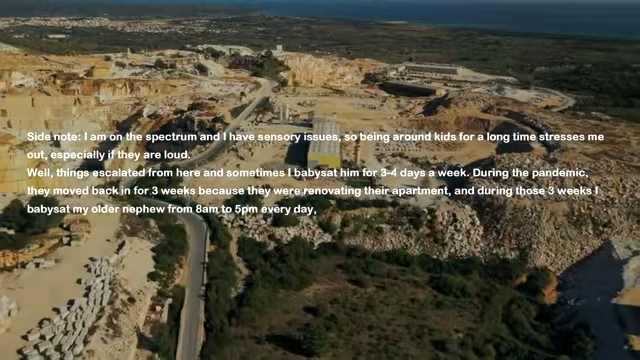 Side note: I am on the spectrum and I have sensory issues, so being around kids for a long time stresses me
out, especially if they are loud.
Well, things escalated from here and sometimes I babysat him for 3-4 days a week. During the pandemic,
they moved back in for 3 weeks because they were renovating their apartment, and during those 3 weeks I
babysat my older nephew from 8am to 5pm every day,